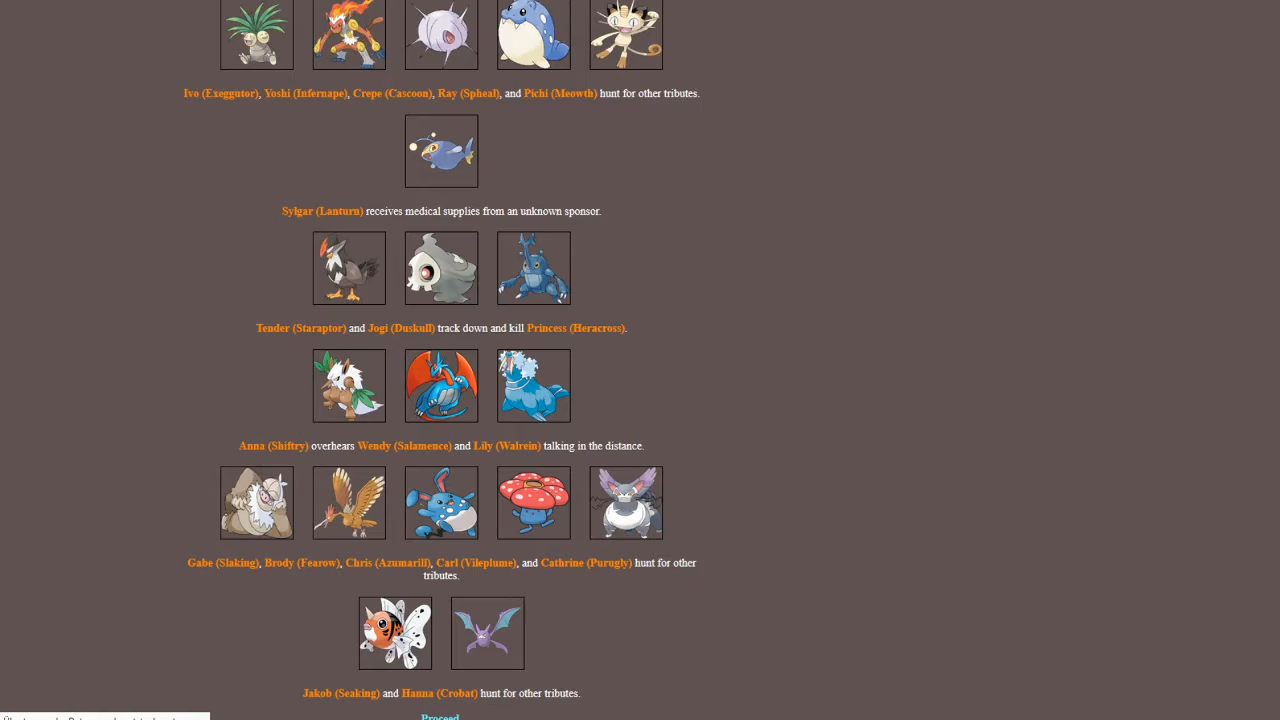 Ivo (Exeggutor), Yoshi (Infernape), Crepe (Cascoon), Ray (Spheal), and Pichi (Meowth) hunt for other tributes.
Sylgar (Lanturn) receives medical supplies from an unknown sponsor.
Tender (Staraptor) and Jogi (Duskull) track down and kill Princess (Heracross).
Anna (Shiftry) overhears Wendy (Salamence) and Lily (Walrein) talking in the distance.
Gabe (Slaking), Brody (Fearow), Chris (Azumarill), Carl (Vileplume), and Cathrine (Purugly) hunt for other
tributes.
Jakob (Seaking) and Hanna (Crobat) hunt for other tributes.
Proceed